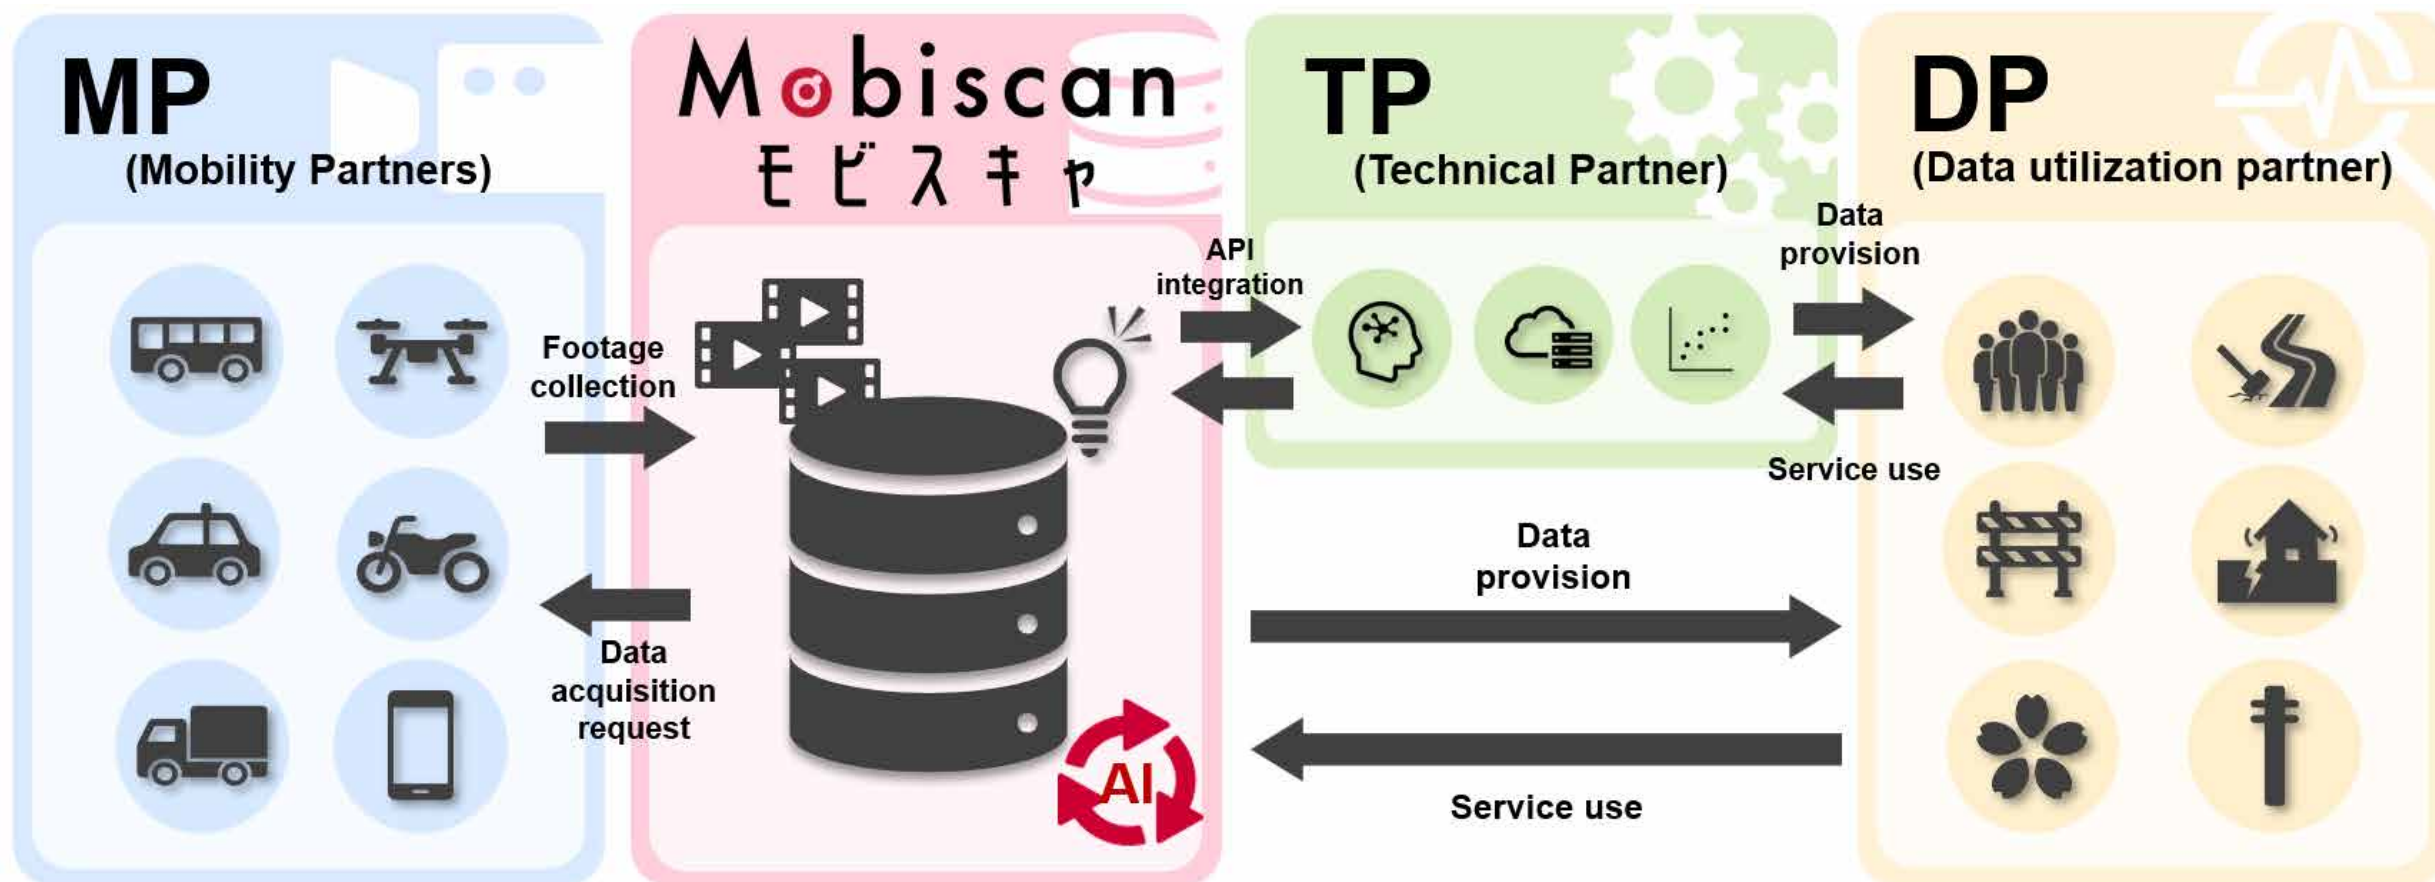 MP
(Mobility Partners)
Mobiscan
モビスキャ
TP
(Technical Partner)
DP
(Data utilization partner)
Footage
collection
Data
acquisition
request
API
integration
Data
provision
Service use
Data
provision
Service use
AI